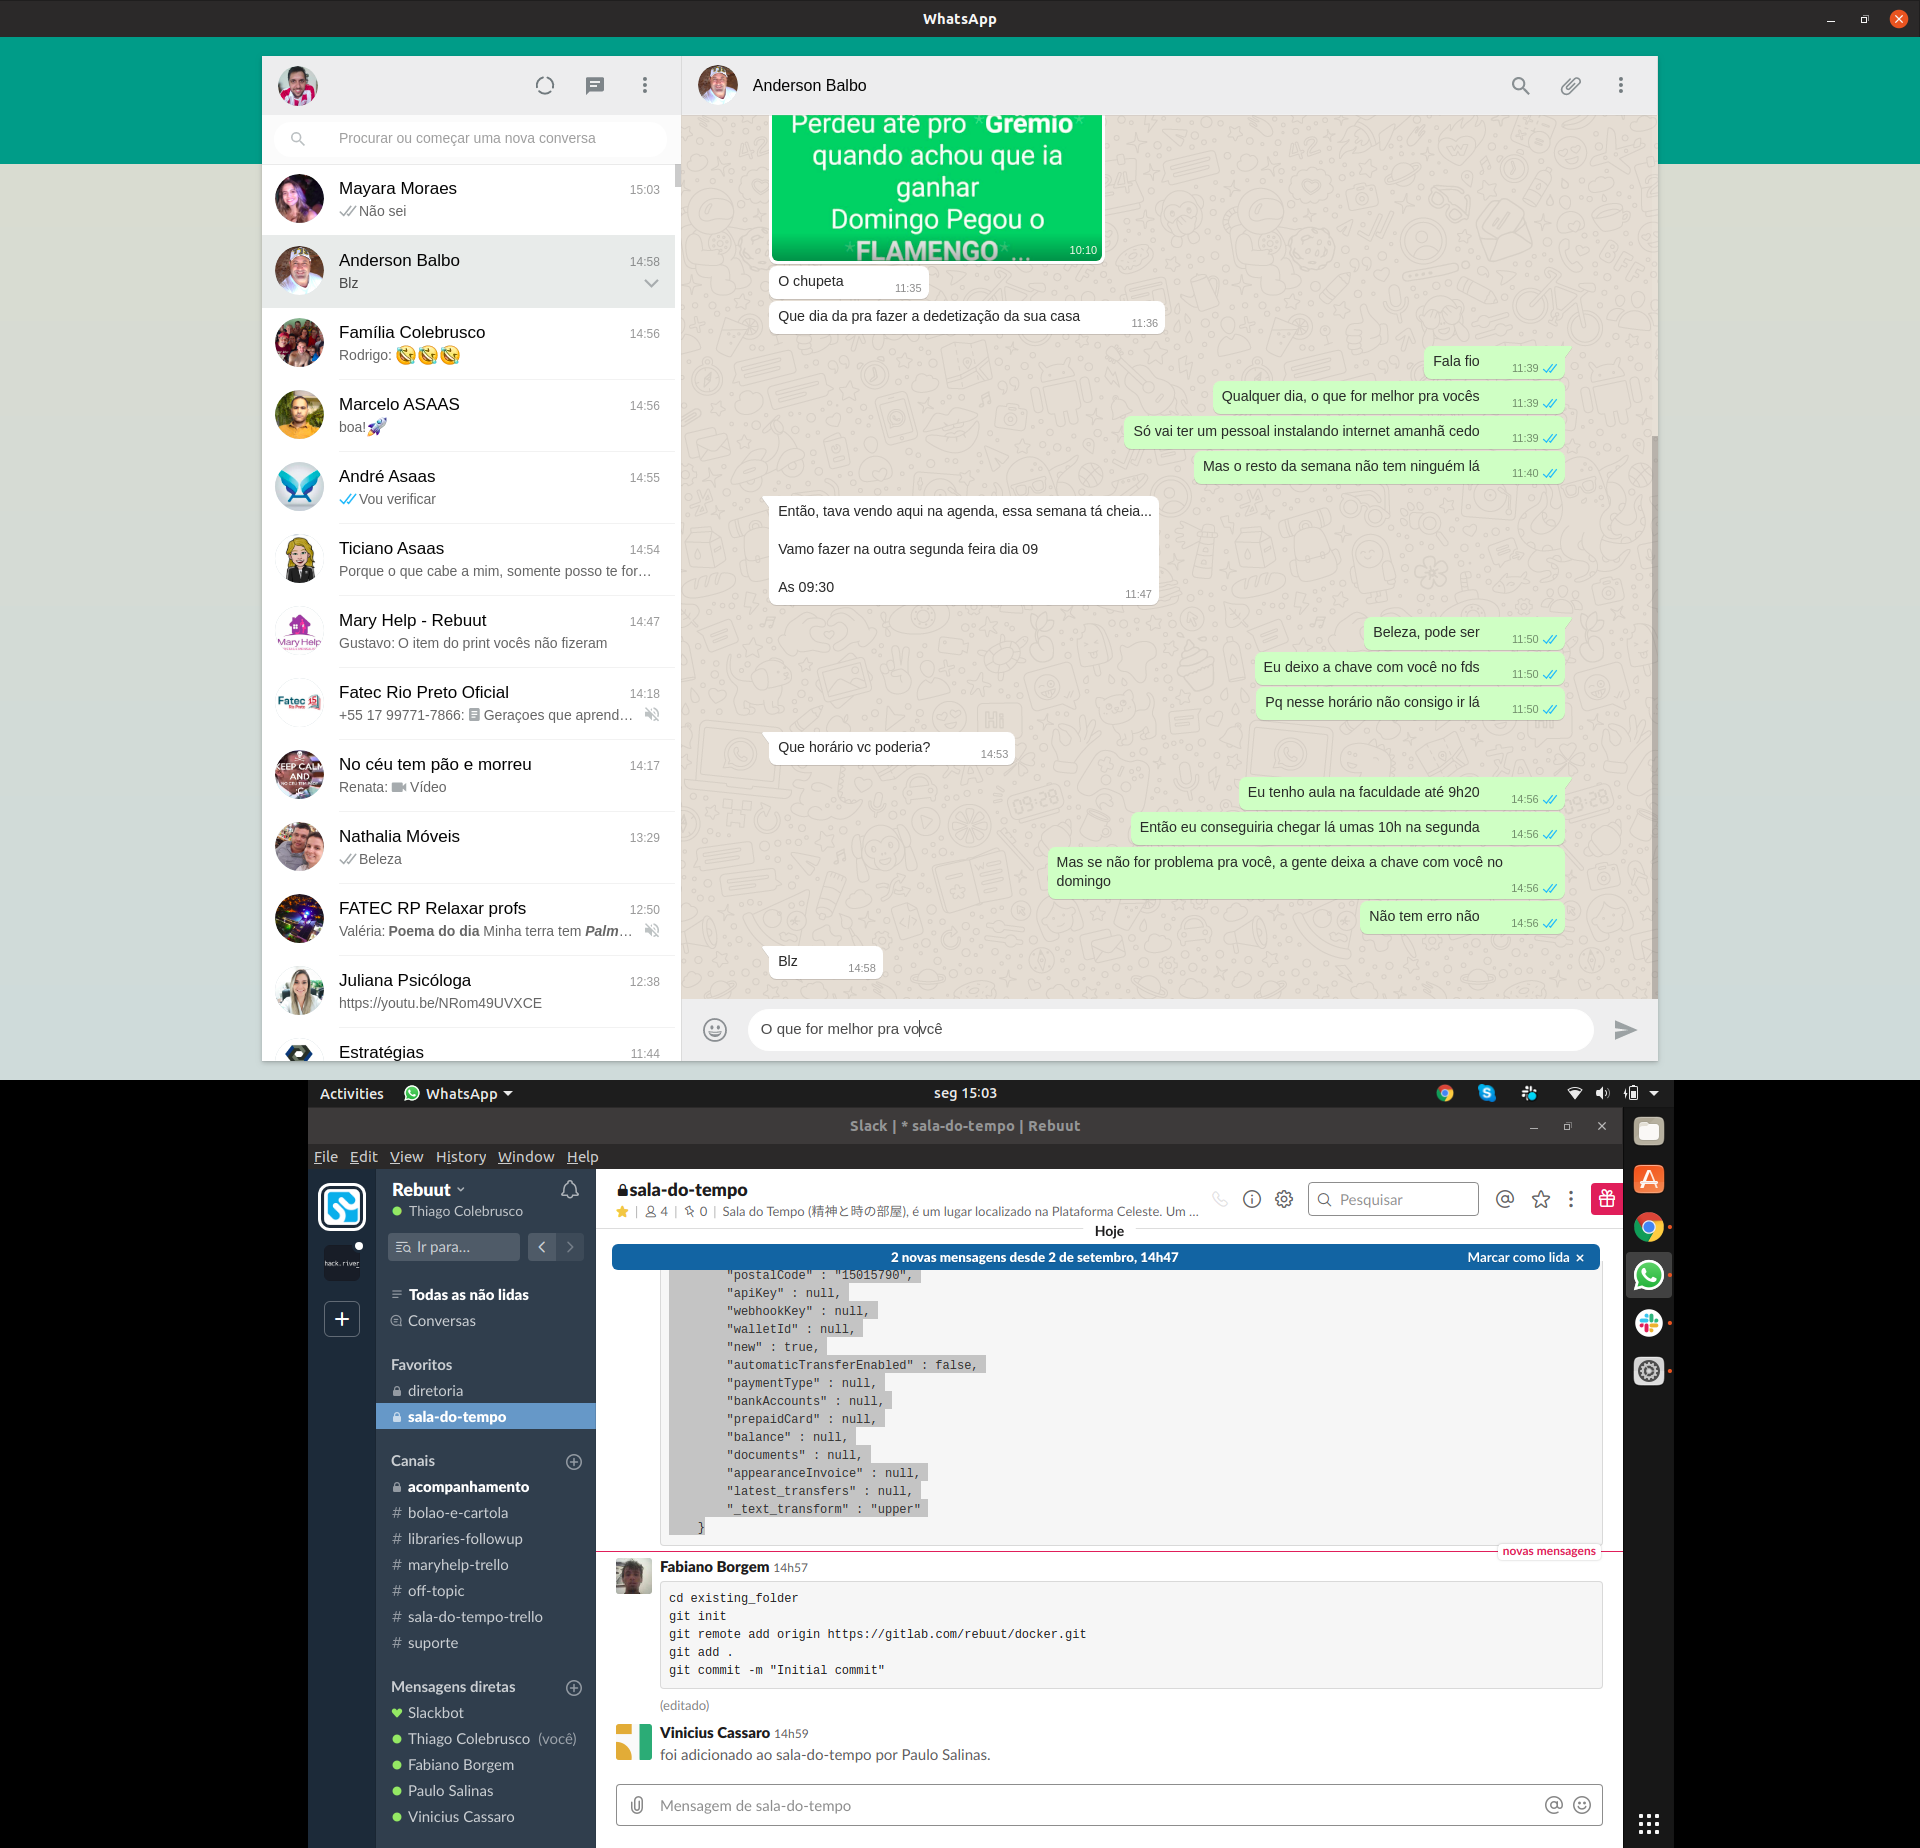 WhatsApp
Anderson Balbo
Procurar ou começar uma nova conversa
Mayara Moraes 15:03
Não sei
Anderson Balbo 14:58
Blz
Família Colebrusco 14:56
Rodrigo: 🤣🤣🤣
Marcelo ASAAS 14:56
boa!🚀
André Asaas 14:55
Vou verificar
Ticiano Asaas 14:54
Porque o que cabe a mim, somente posso te for...
Mary Help
Mary Help - Rebuut 14:47
Gustavo: O item do print vocês não fizeram
Fatec 15
Rio Preto
Fatec Rio Preto Oficial 14:18
+55 17 99771-7866: Geraçoes que aprend...
KEEP CALM
AND
No céu tem pão e morreu 14:17
Renata: Vídeo
Nathalia Móveis 13:29
Beleza
FATEC RP Relaxar profs 12:50
Valéria: Poema do dia Minha terra tem Palm...
Juliana Psicóloga 12:38
https://youtu.be/NRom49UVXCE
Estratégias 11:44
Perdeu até pro *Grêmio*
quando achou que ia
ganhar
Domingo Pegou o
*FLAMENGO* ...
10:10
O chupeta 11:35
Que dia da pra fazer a dedetização da sua casa 11:36
Fala fio 11:39
Qualquer dia, o que for melhor pra vocês 11:39
Só vai ter um pessoal instalando internet amanhã cedo 11:39
Mas o resto da semana não tem ninguém lá 11:40
Então, tava vendo aqui na agenda, essa semana tá cheia...
Vamo fazer na outra segunda feira dia 09
As 09:30 11:47
Beleza, pode ser 11:50
Eu deixo a chave com você no fds 11:50
Pq nesse horário não consigo ir lá 11:50
Que horário vc poderia? 14:53
Eu tenho aula na faculdade até 9h20 14:56
Então eu conseguiria chegar lá umas 10h na segunda 14:56
Mas se não for problema pra você, a gente deixa a chave com você no
domingo 14:56
Não tem erro não 14:56
Blz 14:58
O que for melhor pra vovcê
Activities WhatsApp seg 15:03
Slack | * sala-do-tempo | Rebuut
File Edit View History Window Help
hack.river
Rebuut
Thiago Colebrusco
Ir para...
Todas as não lidas
Conversas
Favoritos
diretoria
sala-do-tempo
Canais
acompanhamento
# bolao-e-cartola
# libraries-followup
# maryhelp-trello
# off-topic
# sala-do-tempo-trello
# suporte
Mensagens diretas
Slackbot
Thiago Colebrusco (você)
Fabiano Borgem
Paulo Salinas
Vinicius Cassaro
sala-do-tempo
| 4 | 0 | Sala do Tempo (精神と時の部屋), é um lugar localizado na Plataforma Celeste. Um ...
Pesquisar
Hoje
2 novas mensagens desde 2 de setembro, 14h47 Marcar como lida ×
"postalCode" : "15015790",
"apiKey" : null,
"webhookKey" : null,
"walletId" : null,
"new" : true,
"automaticTransferEnabled" : false,
"paymentType" : null,
"bankAccounts" : null,
"prepaidCard" : null,
"balance" : null,
"documents" : null,
"appearanceInvoice" : null,
"latest_transfers" : null,
"_text_transform" : "upper"
}
novas mensagens
Fabiano Borgem 14h57
cd existing_folder
git init
git remote add origin https://gitlab.com/rebuut/docker.git
git add .
git commit -m "Initial commit"
(editado)
Vinicius Cassaro 14h59
foi adicionado ao sala-do-tempo por Paulo Salinas.
Mensagem de sala-do-tempo